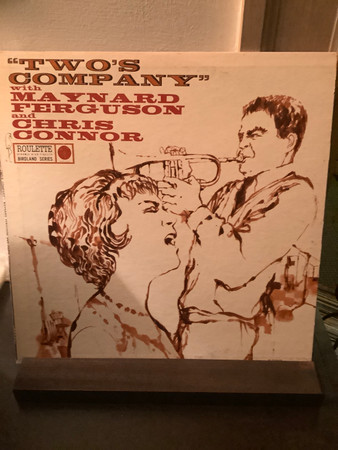 "TWO'S
COMPANY"
with
MAYNARD
FERGUSON
and
CHRIS
CONNOR
ROULETTE
BIRDLAND SERIES